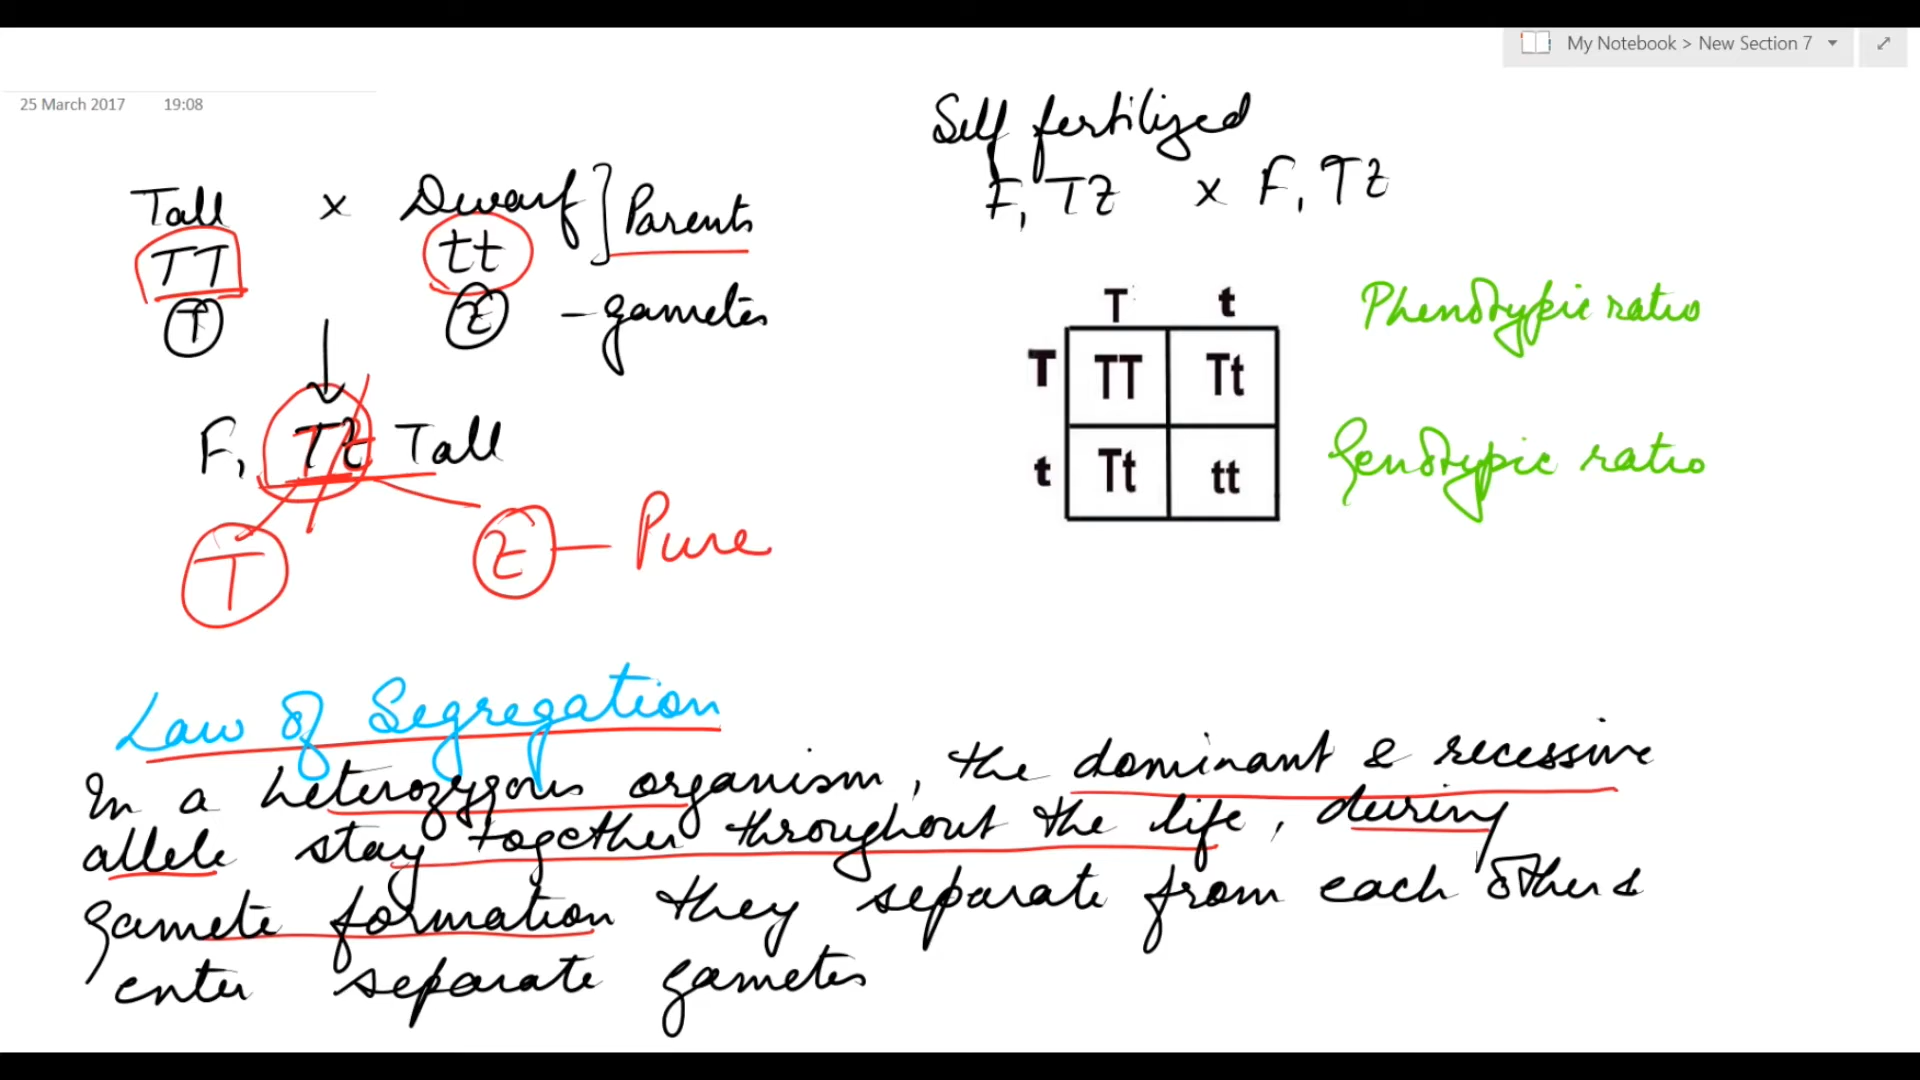 My Notebook > New Section 7
25 March 2017 19:08
Tall x Dwarf ] Parents
TT tt
T t - gametes
F1 Tt Tall
T t - Pure
Self fertilized
F1 Tt x F1 Tt
T t
T TT Tt
t Tt tt
Phenotypic ratio
Genotypic ratio
Law of Segregation
In a heterozygous organism, the dominant & recessive
allele stay together throughout the life, during
gamete formation they separate from each other &
enter separate gametes